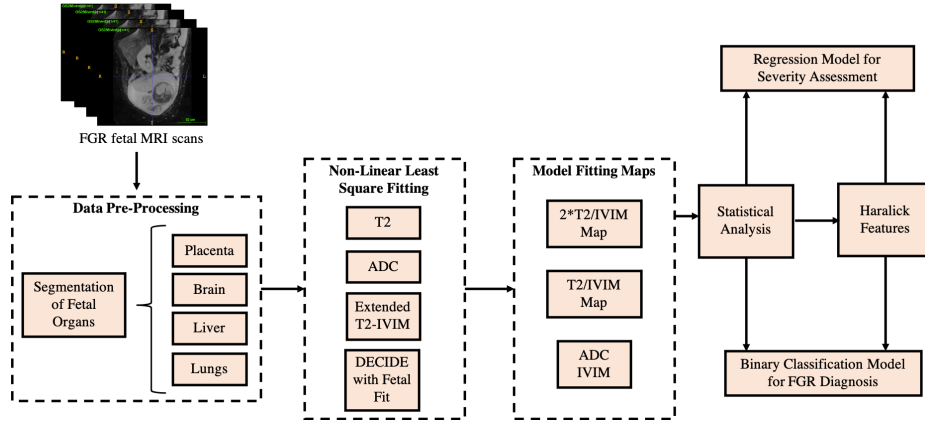 FGR fetal MRI scans
Data Pre-Processing
Segmentation
of Fetal
Organs
Placenta
Brain
Liver
Lungs
Non-Linear Least
Square Fitting
T2
ADC
Extended
T2-IVIM
DECIDE
with Fetal
Fit
Model Fitting Maps
2*T2/IVIM
Map
T2/IVIM
Map
ADC
IVIM
Regression Model for
Severity Assessment
Statistical
Analysis
Haralick
Features
Binary Classification Model
for FGR Diagnosis